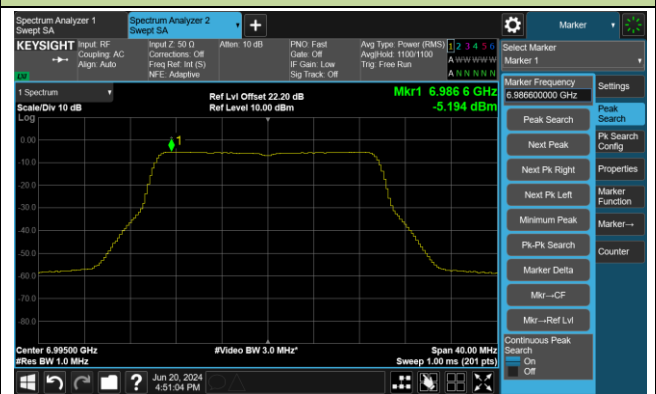 Spectrum Analyzer 1
Swept SA
Spectrum Analyzer 2
Swept SA
Marker
KEYSIGHT
Input: RF
Coupling: AC
Align: Auto
Input Z: 50 Ω
Corrections: Off
Freq Ref: Int (S)
NFE: Adaptive
Atten: 10 dB
PNO: Fast
Gate: Off
IF Gain: Low
Sig Track: Off
Avg Type: Power (RMS)
Avg|Hold: 1100/1100
Trig: Free Run
1 2 3 4 5 6
A W W W W W
A N N N N N
Select Marker
Marker 1
1 Spectrum
Scale/Div 10 dB
Log
Ref Lvl Offset 22.20 dB
Ref Level 10.00 dBm
Mkr1 6.986 6 GHz
-5.194 dBm
1
0.00
-10.0
-20.0
-30.0
-40.0
-50.0
-60.0
-70.0
-80.0
Center 6.99500 GHz
#Res BW 1.0 MHz
#Video BW 3.0 MHz*
Span 40.00 MHz
Sweep 1.00 ms (201 pts)
Marker Frequency
6.986600000 GHz
Peak Search
Next Peak
Next Pk Right
Next Pk Left
Minimum Peak
Pk-Pk Search
Marker Delta
Mkr→CF
Mkr→Ref Lvl
Continuous Peak
Search
On
Off
Settings
Peak
Search
Pk Search
Config
Properties
Marker
Function
Marker→
Counter
?
Jun 20, 2024
4:51:04 PM